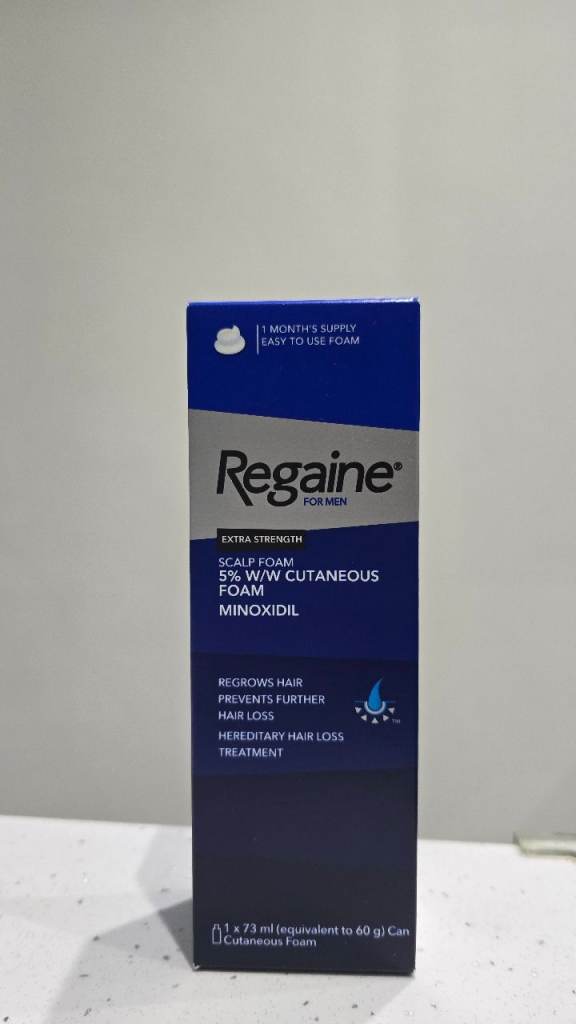 1 MONTH'S SUPPLY
EASY TO USE FOAM
Regaine®
FOR MEN
EXTRA STRENGTH
SCALP FOAM
5% W/W CUTANEOUS
FOAM
MINOXIDIL
REGROWS HAIR
PREVENTS FURTHER
HAIR LOSS
HEREDITARY HAIR LOSS
TREATMENT
TM
1 x 73 ml (equivalent to 60 g) Can
Cutaneous Foam